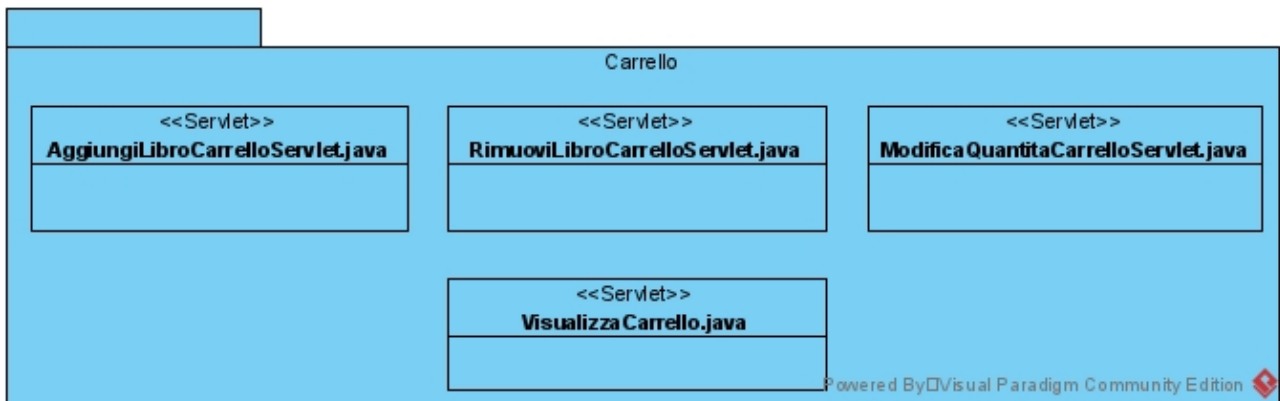 Carrello
<<Servlet>>
AggiungiLibroCarrelloServlet.java
<<Servlet>>
RimuoviLibroCarrelloServlet.java
<<Servlet>>
ModificaQuantitaCarrelloServlet.java
<<Servlet>>
VisualizzaCarrello.java
Powered By□Visual Paradigm Community Edition